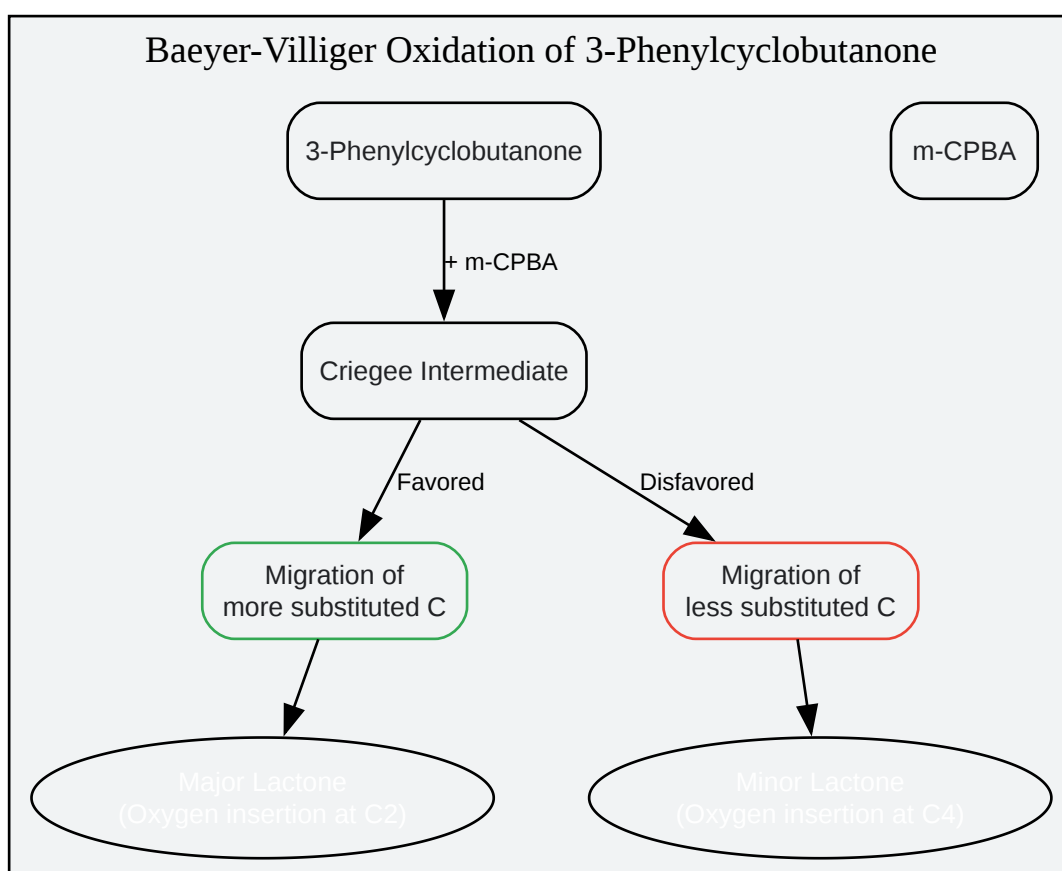 Baeyer-Villiger Oxidation of 3-Phenylcyclobutanone
3-Phenylcyclobutanone
m-CPBA
+ m-CPBA
Criegee Intermediate
Favored
Disfavored
Migration of
more substituted C
Migration of
less substituted C
Major Lactone
(Oxygen insertion at C2)
Minor Lactone
(Oxygen insertion at C4)